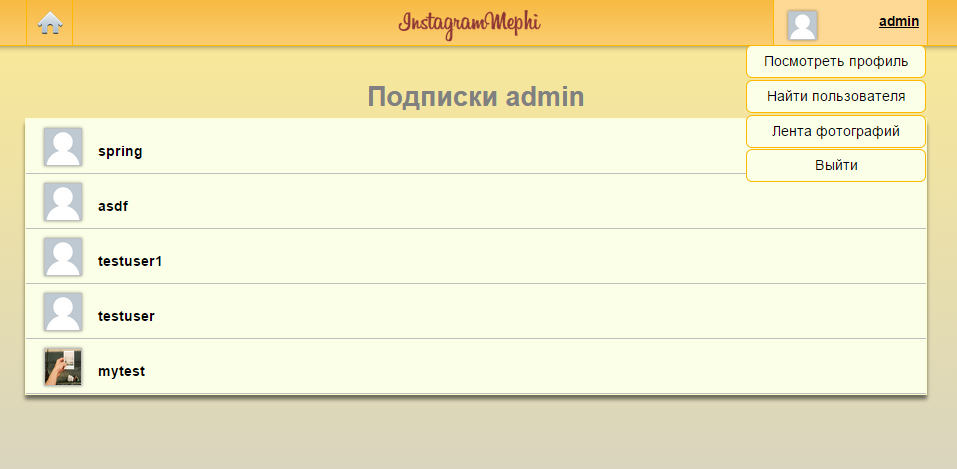 InstagramMephi
admin
Посмотреть профиль
Найти пользователя
Лента фотографий
Выйти
Подписки admin
spring
asdf
testuser1
testuser
mytest